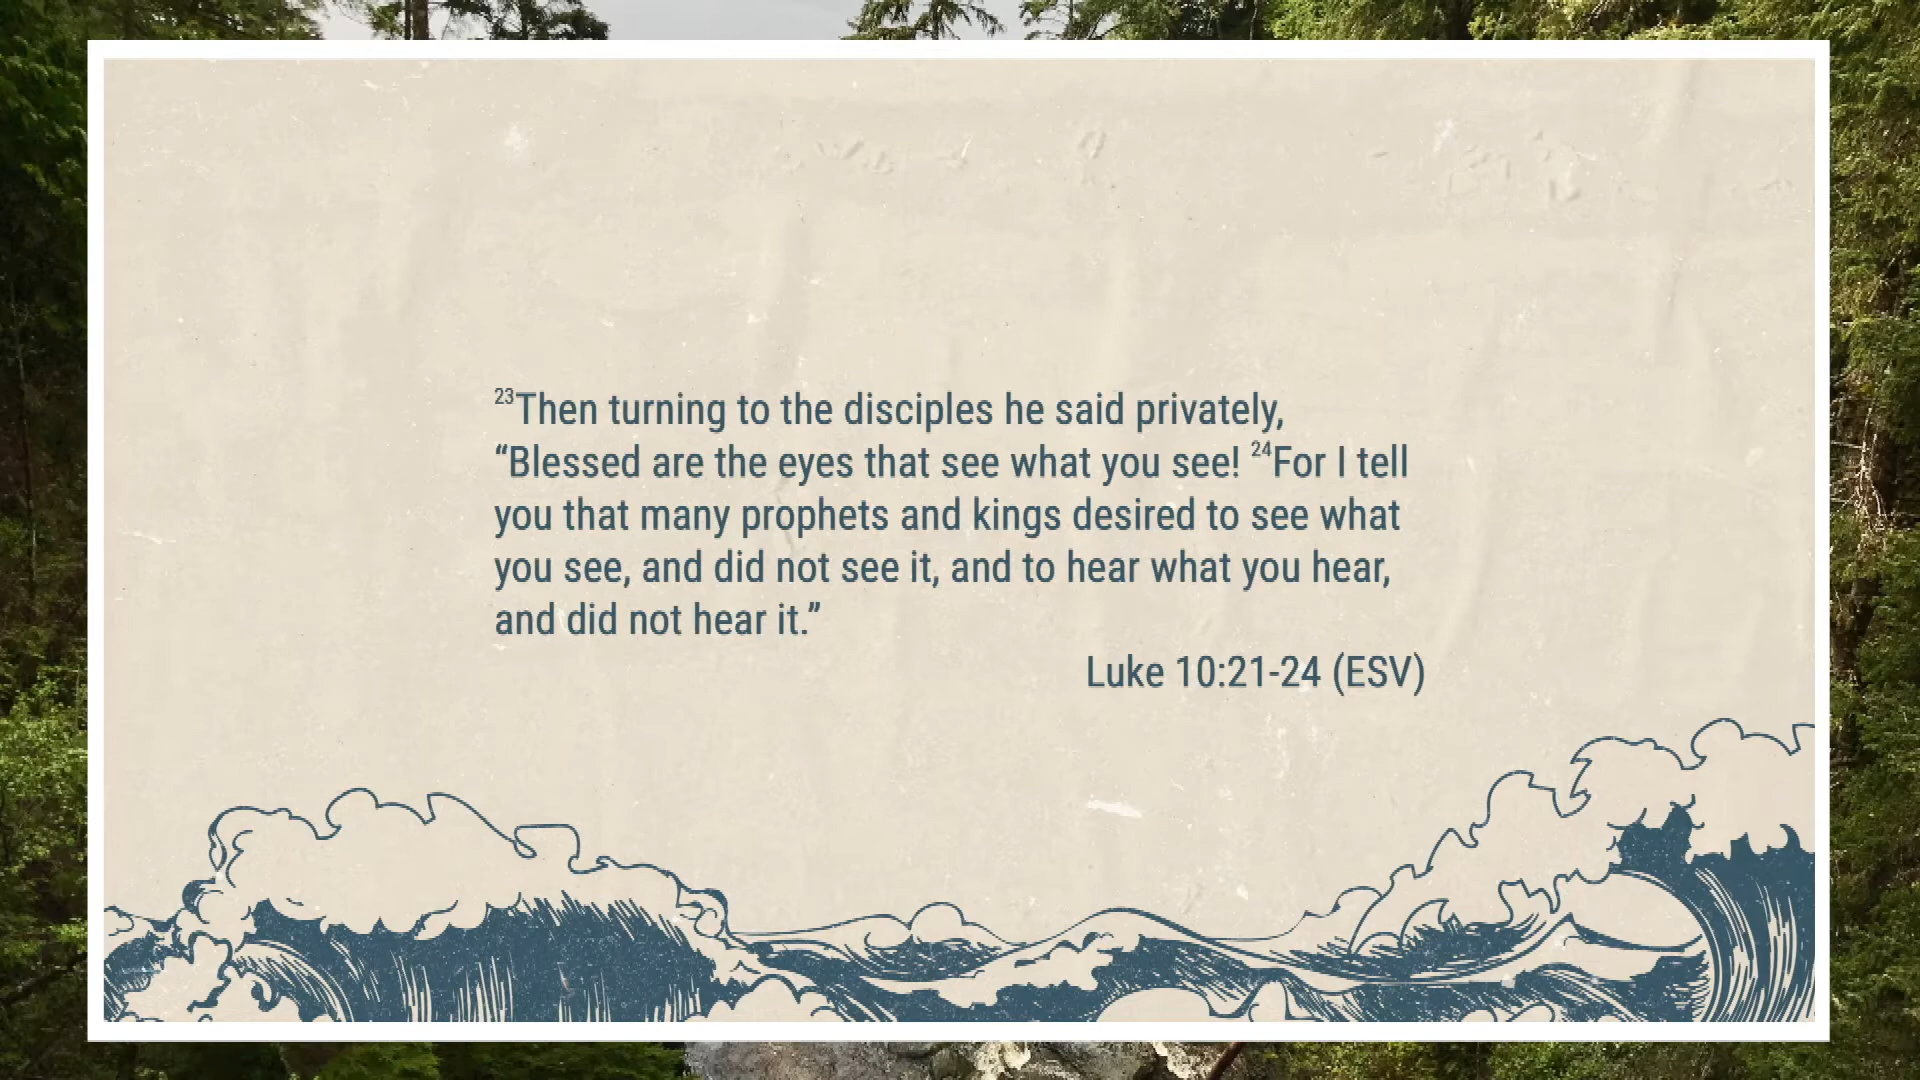 ²³Then turning to the disciples he said privately,
“Blessed are the eyes that see what you see! ²⁴For I tell
you that many prophets and kings desired to see what
you see, and did not see it, and to hear what you hear,
and did not hear it.”
Luke 10:21-24 (ESV)